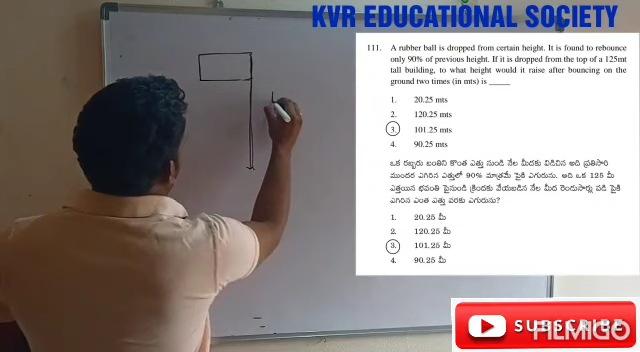 KVR EDUCATIONAL SOCIETY
111. A rubber ball is dropped from certain height. It is found to rebounce
only 90% of previous height. If it is dropped from the top of a 125mt
tall building, to what height would it raise after bouncing on the
ground two times (in mts) is _____
1. 20.25 mts
2. 120.25 mts
3. 101.25 mts
4. 90.25 mts
ఒక రబ్బరు బంతిని కొంత ఎత్తు నుండి నేల మీదకు విడిచిన అది ప్రతిసారి
ముందర ఎగిరిన ఎత్తులో 90% మాత్రమే పైకి ఎగురును. అది ఒక 125 మీ
ఎత్తయిన భవంతి పైనుండి క్రిందకు వేయబడిన నేల మీద రెండుసార్లు పడి పైకి
ఎగిరిన ఎంత ఎత్తు వరకు ఎగురును?
1. 20.25 మీ
2. 120.25 మీ
3. 101.25 మీ
4. 90.25 మీ
SUBSCRIBE
FILMIGO